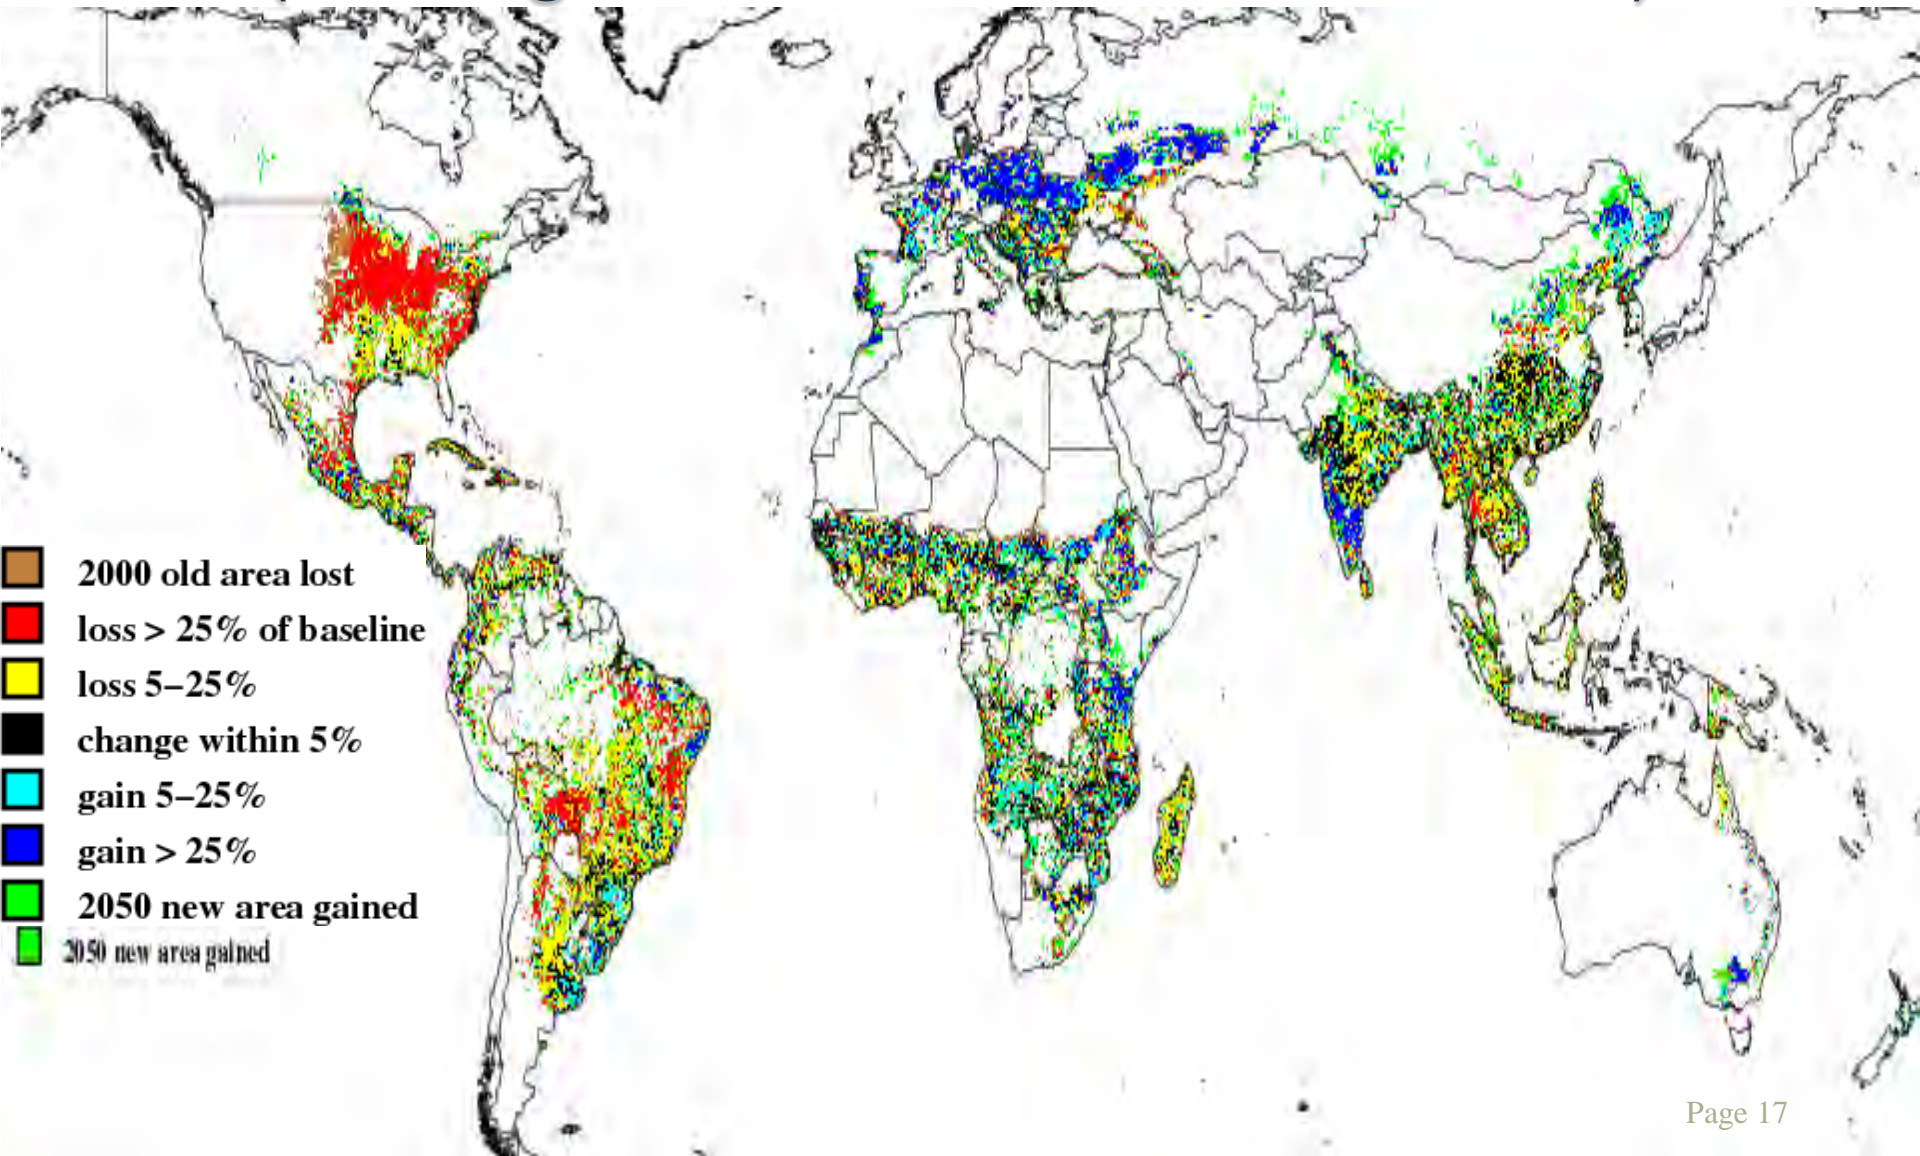 2000 old area lost
loss > 25% of baseline
loss 5–25%
change within 5%
gain 5–25%
gain > 25%
2050 new area gained
2050 new area gained
Page 17